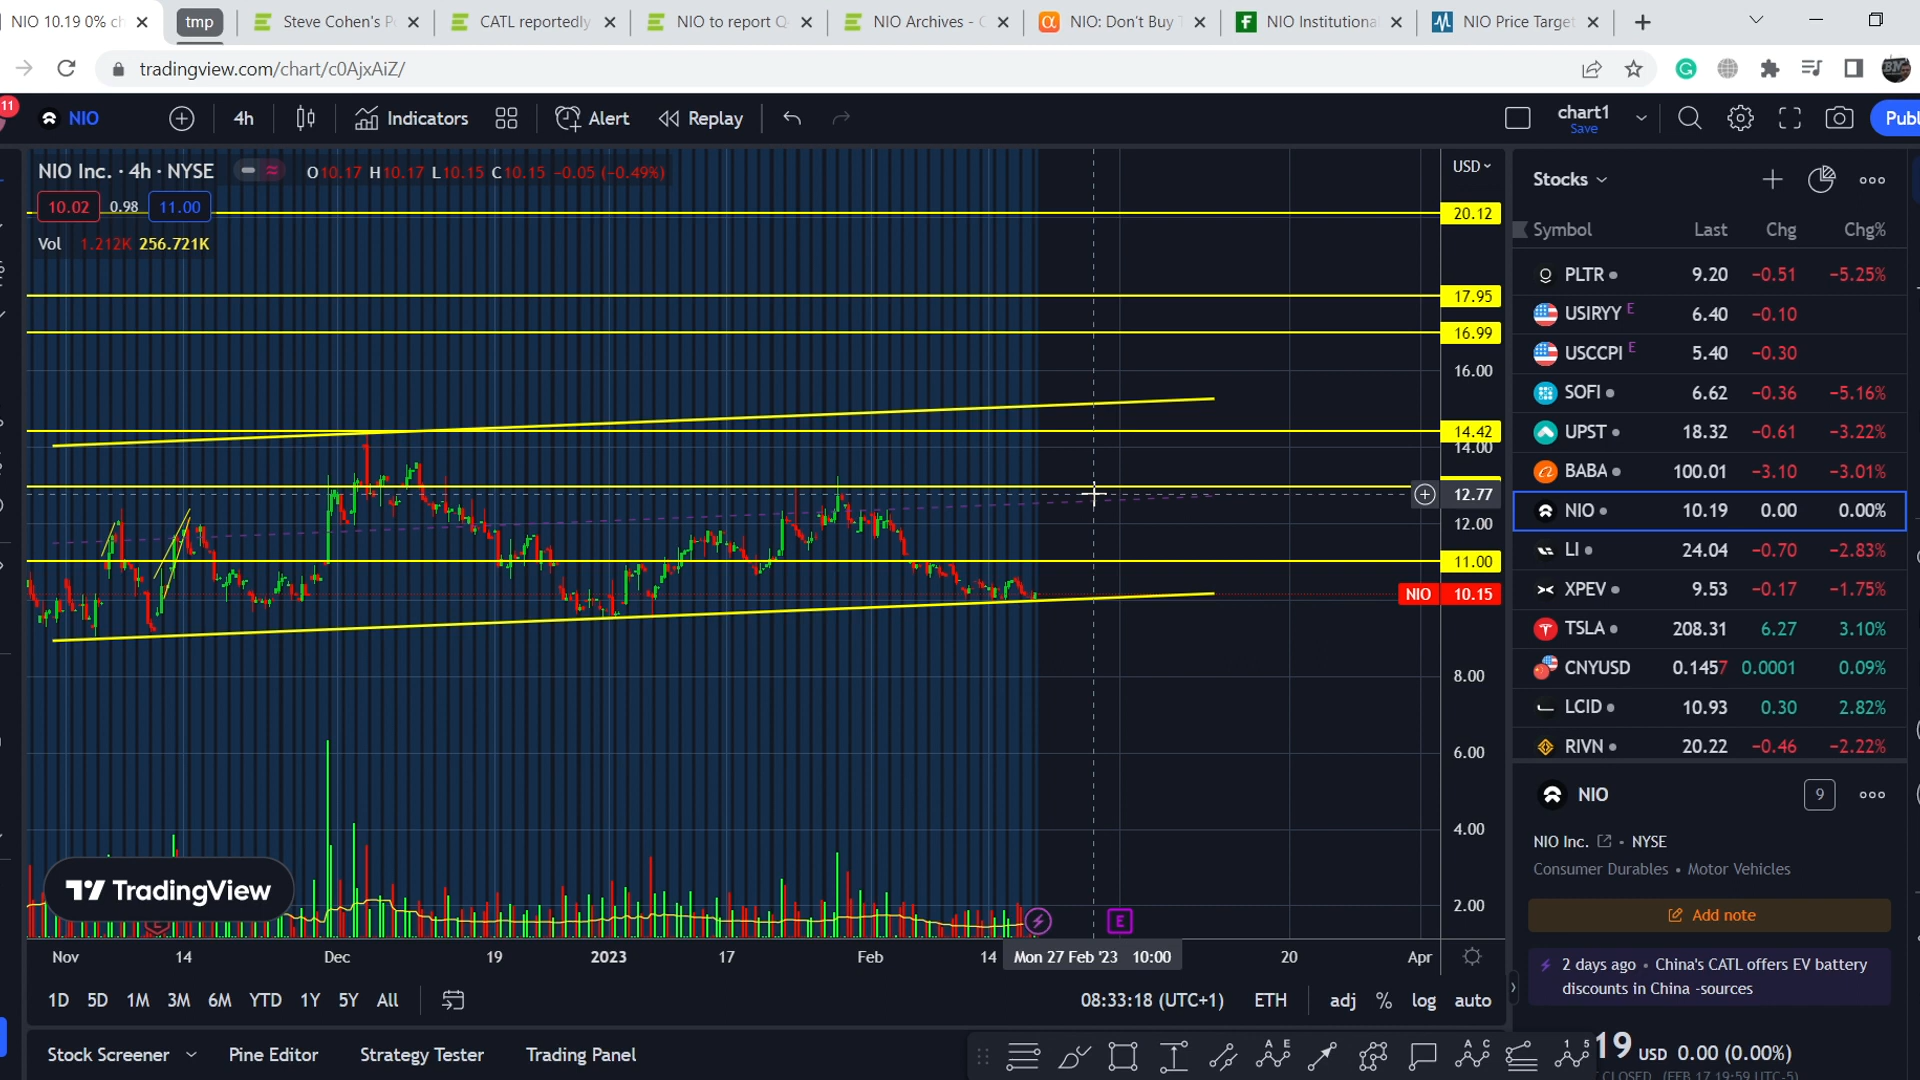 NIO 10.19 0% ch
tmp
Steve Cohen's P
CATL reportedly
NIO to report Q
NIO Archives - C
NIO: Don't Buy T
NIO Institutional
NIO Price Target
tradingview.com/chart/c0AjxAiZ/
11
NIO
4h
Indicators
Alert
Replay
chart1
Save
Publ
NIO Inc. · 4h · NYSE
O10.17 H10.17 L10.15 C10.15 −0.05 (−0.49%)
10.02 0.98 11.00
Vol 1.212K 256.721K
USD
20.12
17.95
16.99
16.00
14.42
14.00
12.77
12.00
11.00
NIO 10.15
8.00
6.00
4.00
2.00
TradingView
E
Nov 14 Dec 19 2023 17 Feb 14 Mon 27 Feb '23 10:00 20 Apr
1D 5D 1M 3M 6M YTD 1Y 5Y All
08:33:18 (UTC+1) ETH adj % log auto
Stock Screener Pine Editor Strategy Tester Trading Panel
Stocks
Symbol Last Chg Chg%
PLTR 9.20 −0.51 −5.25%
USIRYY E 6.40 −0.10
USCCPI E 5.40 −0.30
SOFI 6.62 −0.36 −5.16%
UPST 18.32 −0.61 −3.22%
BABA 100.01 −3.10 −3.01%
NIO 10.19 0.00 0.00%
LI 24.04 −0.70 −2.83%
XPEV 9.53 −0.17 −1.75%
TSLA 208.31 6.27 3.10%
CNYUSD 0.1457 0.0001 0.09%
LCID 10.93 0.30 2.82%
RIVN 20.22 −0.46 −2.22%
NIO 9
NIO Inc. • NYSE
Consumer Durables • Motor Vehicles
Add note
2 days ago • China's CATL offers EV battery
discounts in China -sources
19 USD 0.00 (0.00%)
CLOSED (FEB 17 19:59 UTC-5)